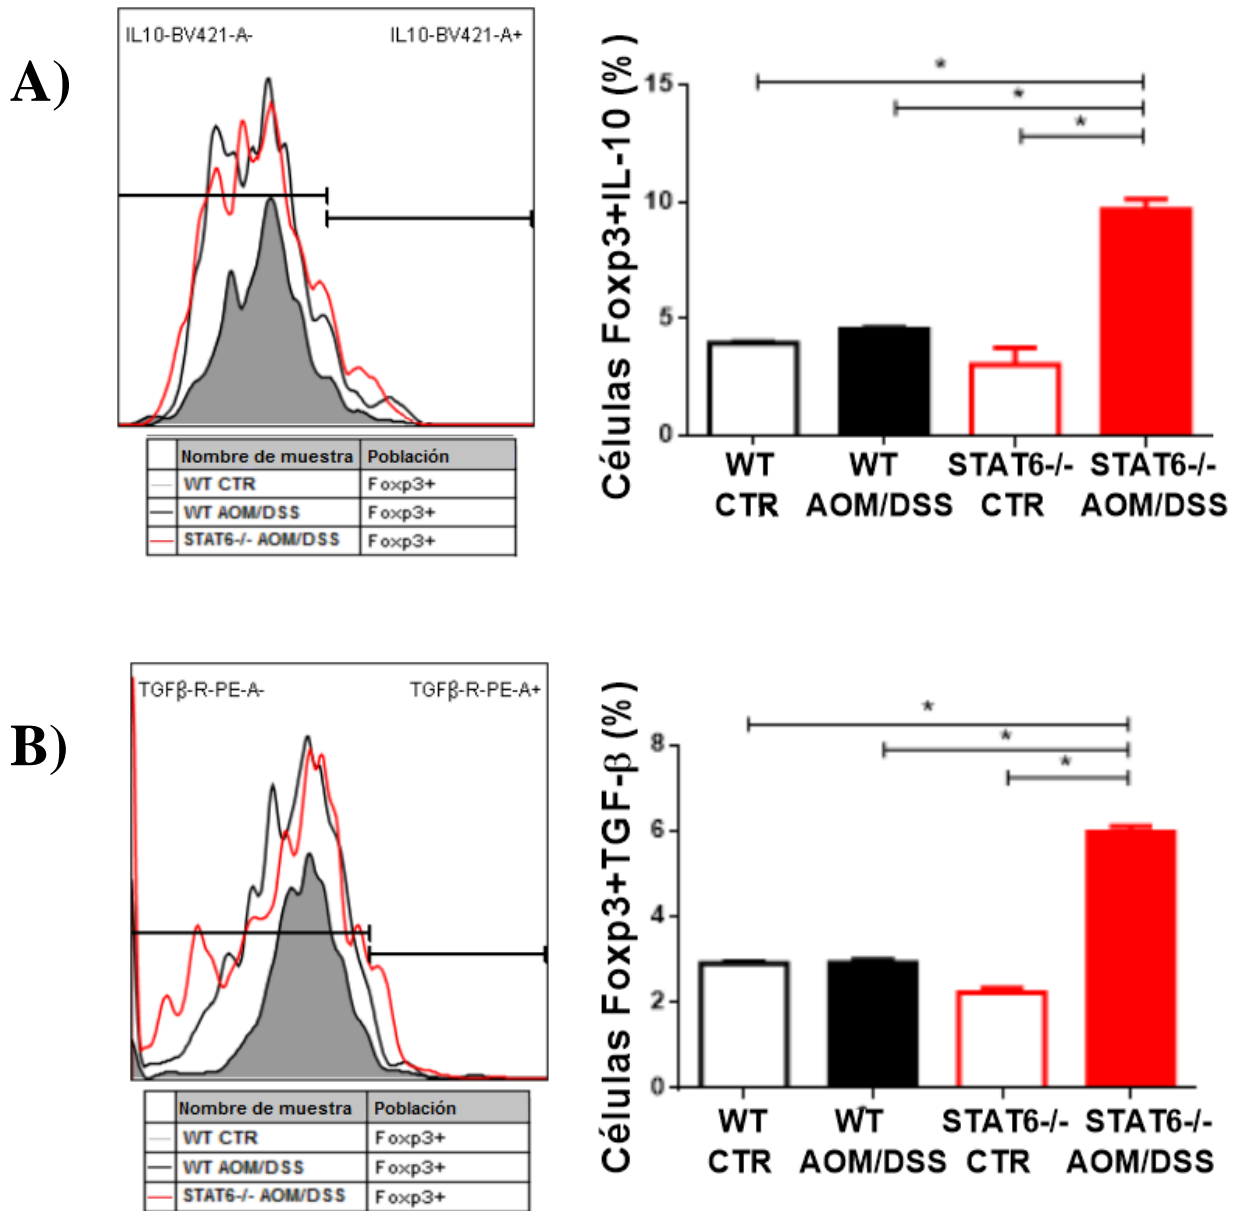 A)
IL10-BV421-A- IL10-BV421-A+
Nombre de muestra Población
WT CTR Foxp3+
WT AOM/DSS Foxp3+
STAT6-/- AOM/DSS Foxp3+
Células Foxp3+IL-10 (%)
15
10
5
0
* 
*
*
WT CTR
WT AOM/DSS
STAT6-/- CTR
STAT6-/- AOM/DSS
B)
TGFβ-R-PE-A- TGFβ-R-PE-A+
Nombre de muestra Población
WT CTR Foxp3+
WT AOM/DSS Foxp3+
STAT6-/- AOM/DSS Foxp3+
Células Foxp3+TGF-β (%)
8
6
4
2
0
*
*
*
WT CTR
WT AOM/DSS
STAT6-/- CTR
STAT6-/- AOM/DSS